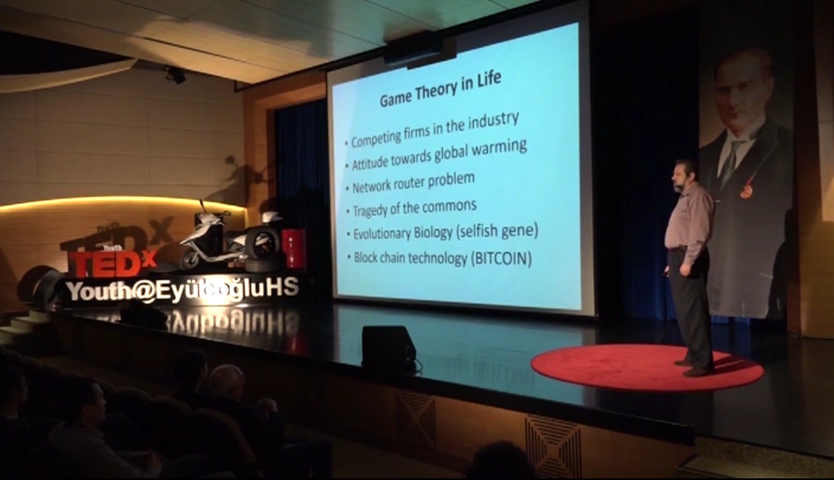 Game Theory in Life
• Competing firms in the industry
• Attitude towards global warming
• Network router problem
• Tragedy of the commons
• Evolutionary Biology (selfish gene)
• Block chain technology (BITCOIN)
TEDx
Youth@EyüboğluHS